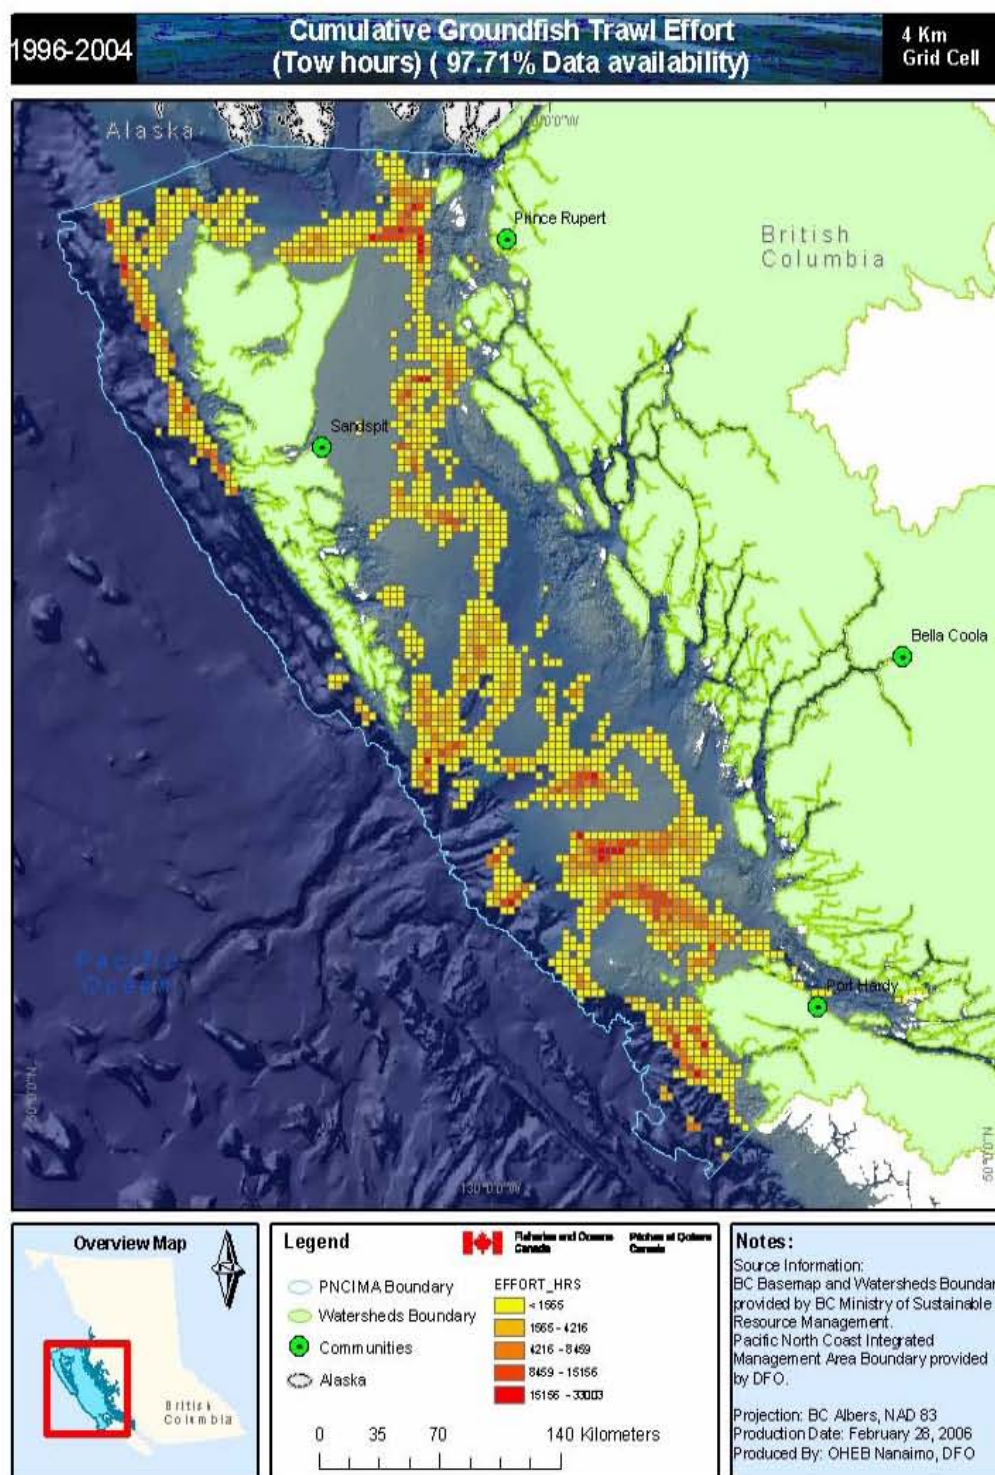 1996-2004
Cumulative Groundfish Trawl Effort
(Tow hours) ( 97.71% Data availability)
4 Km
Grid Cell
Alaska
Prince Rupert
British
Columbia
Sandspit
Bella Coola
Pacific
Ocean
Port Hardy
130°0'0"W
50°0'0"N
Overview Map
N
British
Columbia
Legend
Fisheries and Oceans
Canada
Pêches et Océans
Canada
PNCIMA Boundary
Watersheds Boundary
Communities
Alaska
EFFORT_HRS
< 1565
1565 - 4216
4216 - 8459
8459 - 15156
15156 - 33003
0 35 70 140 Kilometers
Notes:
Source Information:
BC Basemap and Watersheds Boundar
provided by BC Ministry of Sustainable
Resource Management.
Pacific North Coast Integrated
Management Area Boundary provided
by DFO.
Projection: BC Albers, NAD 83
Production Date: February 28, 2006
Produced By: OHEB Nanaimo, DFO